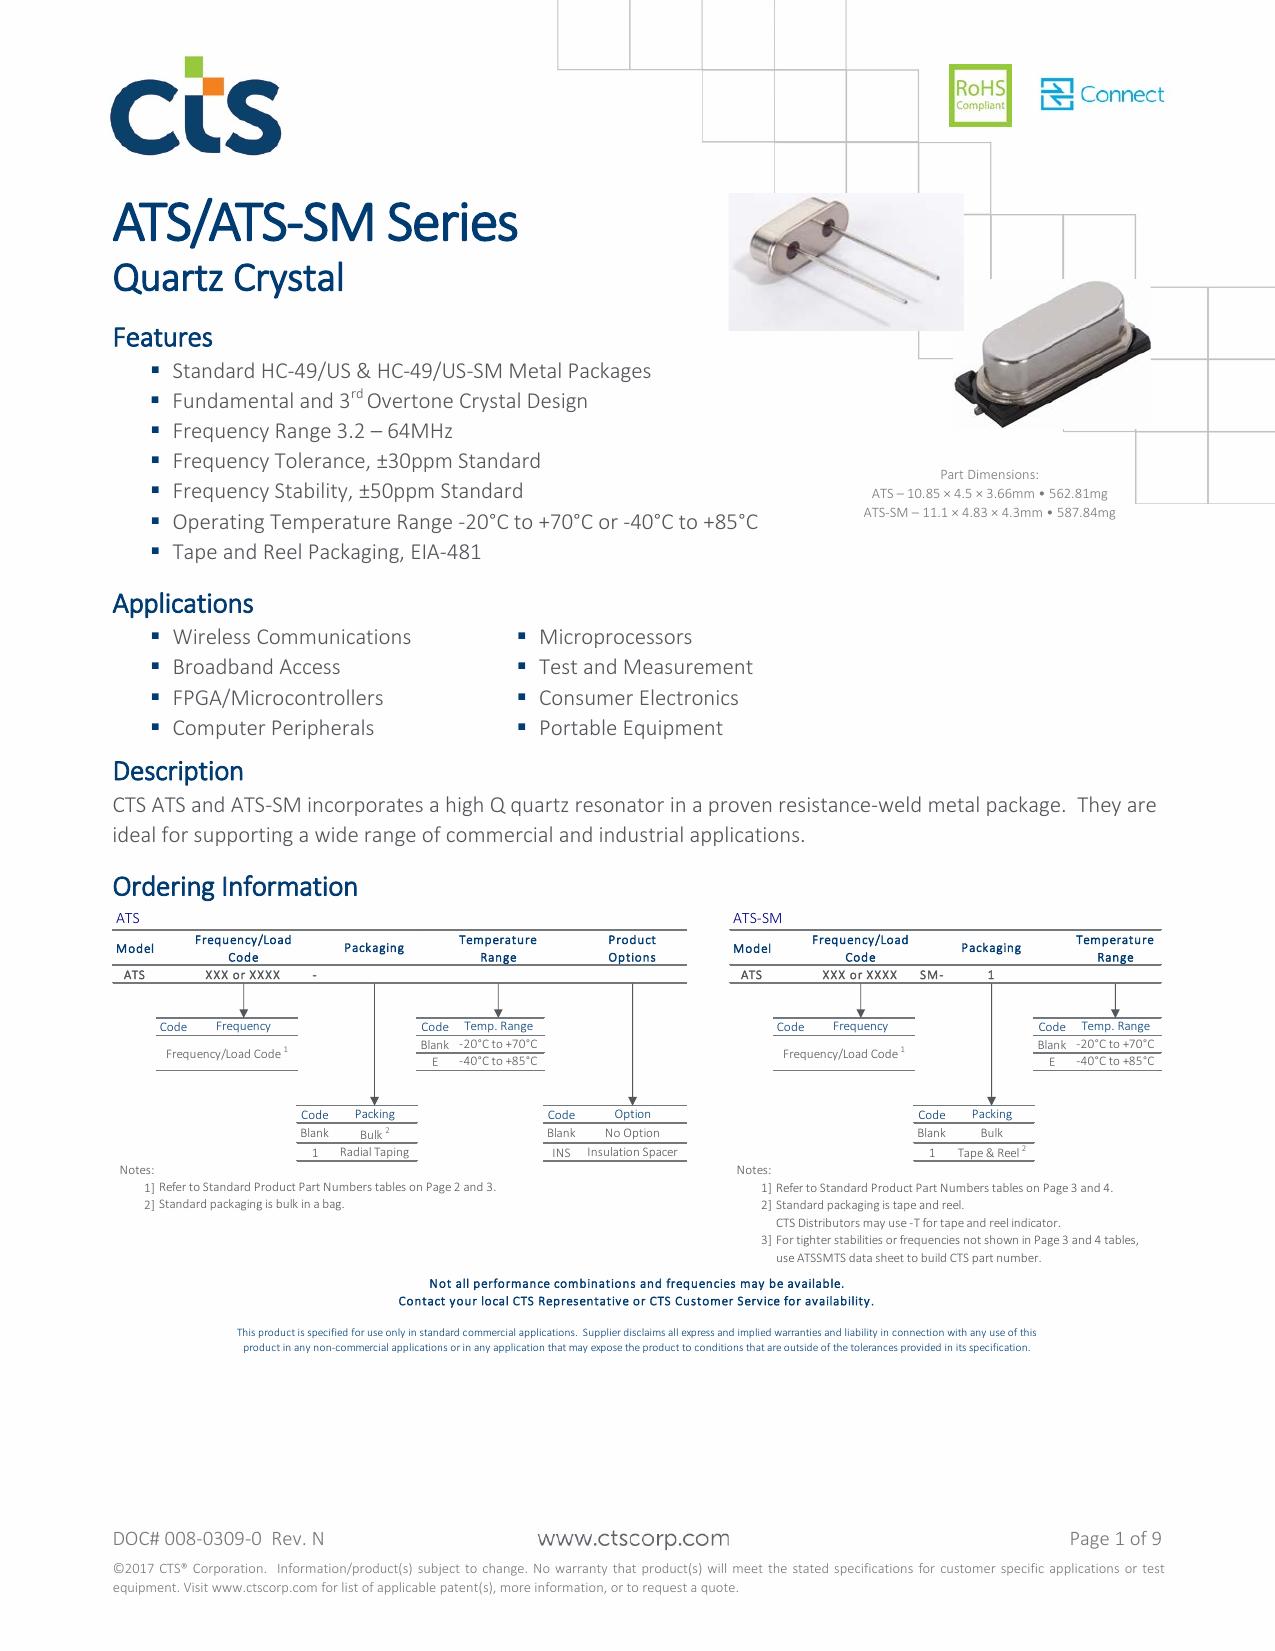 cts
RoHS
Compliant
Connect
ATS/ATS-SM Series
Quartz Crystal
Features
▪ Standard HC-49/US & HC-49/US-SM Metal Packages
▪ Fundamental and 3rd Overtone Crystal Design
▪ Frequency Range 3.2 – 64MHz
▪ Frequency Tolerance, ±30ppm Standard
▪ Frequency Stability, ±50ppm Standard
▪ Operating Temperature Range -20°C to +70°C or -40°C to +85°C
▪ Tape and Reel Packaging, EIA-481
Part Dimensions:
ATS – 10.85 × 4.5 × 3.66mm • 562.81mg
ATS-SM – 11.1 × 4.83 × 4.3mm • 587.84mg
Applications
▪ Wireless Communications
▪ Broadband Access
▪ FPGA/Microcontrollers
▪ Computer Peripherals
▪ Microprocessors
▪ Test and Measurement
▪ Consumer Electronics
▪ Portable Equipment
Description
CTS ATS and ATS-SM incorporates a high Q quartz resonator in a proven resistance-weld metal package. They are
ideal for supporting a wide range of commercial and industrial applications.
Ordering Information
ATS
Model Frequency/Load Code Packaging Temperature Range Product Options
ATS XXX or XXXX -
Code Frequency
Frequency/Load Code 1
Code Temp. Range
Blank -20°C to +70°C
E -40°C to +85°C
Code Packing
Blank Bulk 2
1 Radial Taping
Code Option
Blank No Option
INS Insulation Spacer
Notes:
1] Refer to Standard Product Part Numbers tables on Page 2 and 3.
2] Standard packaging is bulk in a bag.
ATS-SM
Model Frequency/Load Code Packaging Temperature Range
ATS XXX or XXXX SM- 1
Code Frequency
Frequency/Load Code 1
Code Temp. Range
Blank -20°C to +70°C
E -40°C to +85°C
Code Packing
Blank Bulk
1 Tape & Reel 2
Notes:
1] Refer to Standard Product Part Numbers tables on Page 3 and 4.
2] Standard packaging is tape and reel.
CTS Distributors may use -T for tape and reel indicator.
3] For tighter stabilities or frequencies not shown in Page 3 and 4 tables,
use ATSSMTS data sheet to build CTS part number.
Not all performance combinations and frequencies may be available.
Contact your local CTS Representative or CTS Customer Service for availability.
This product is specified for use only in standard commercial applications. Supplier disclaims all express and implied warranties and liability in connection with any use of this
product in any non-commercial applications or in any application that may expose the product to conditions that are outside of the tolerances provided in its specification.
DOC# 008-0309-0 Rev. N
www.ctscorp.com
Page 1 of 9
©2017 CTS® Corporation. Information/product(s) subject to change. No warranty that product(s) will meet the stated specifications for customer specific applications or test
equipment. Visit www.ctscorp.com for list of applicable patent(s), more information, or to request a quote.